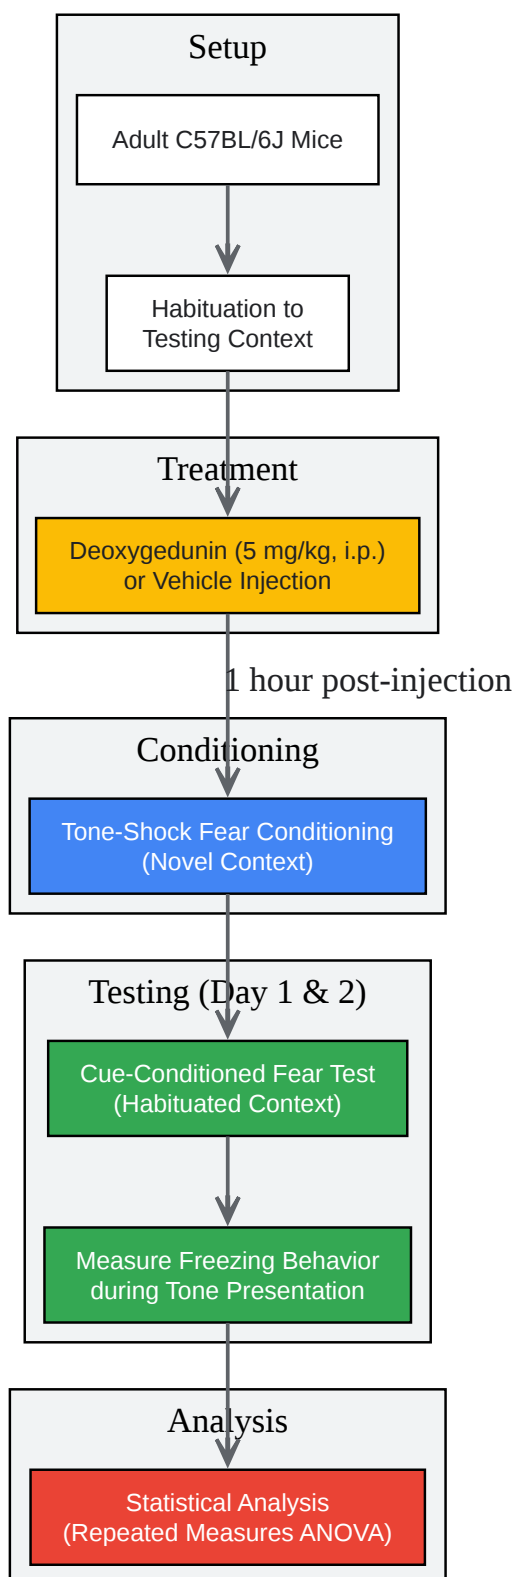 Setup
Adult C57BL/6J Mice
Habituation to
Testing Context
Treatment
Deoxygedunin (5 mg/kg, i.p.)
or Vehicle Injection
1 hour post-injection
Conditioning
Tone-Shock Fear Conditioning
(Novel Context)
Testing (Day 1 & 2)
Cue-Conditioned Fear Test
(Habituated Context)
Measure Freezing Behavior
during Tone Presentation
Analysis
Statistical Analysis
(Repeated Measures ANOVA)